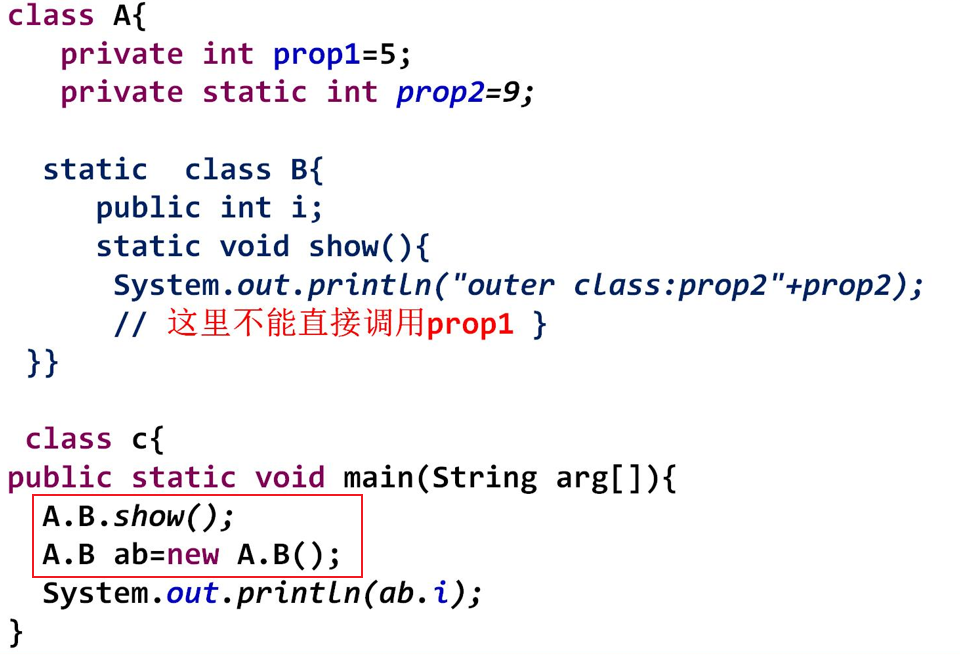 class A{
private int prop1=5;
private static int prop2=9;
static class B{
public int i;
static void show(){
System.out.println("outer class:prop2"+prop2);
// 这里不能直接调用prop1 }
}}
class c{
public static void main(String arg[]){
A.B.show();
A.B ab=new A.B();
System.out.println(ab.i);
}